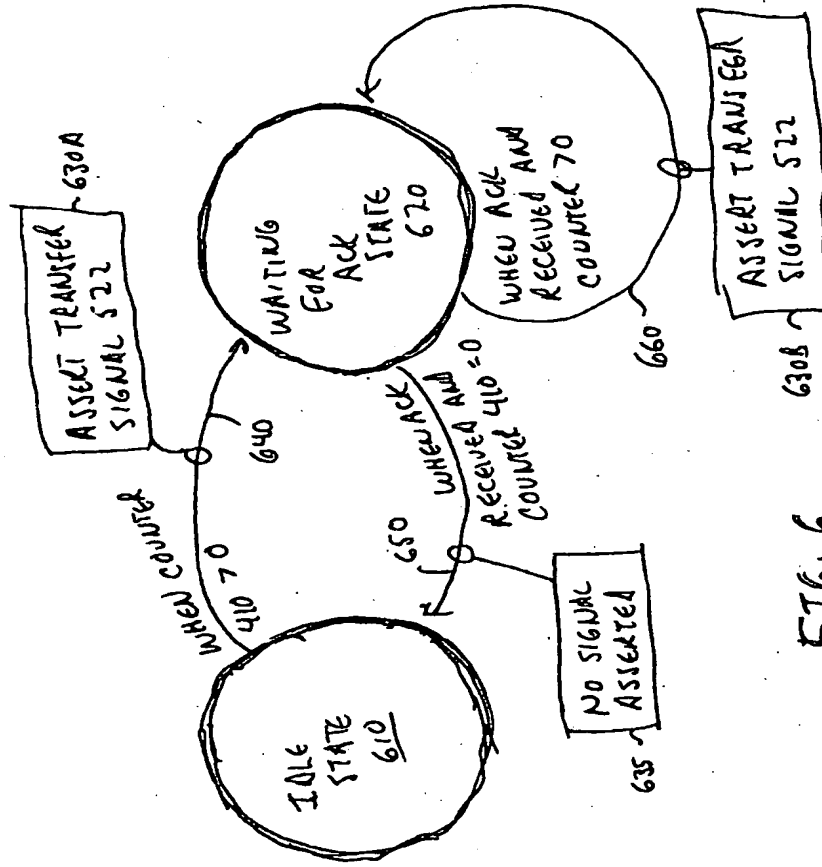 ASSERT TRANSFER
SIGNAL 522
630A
WHEN COUNTER
410 > 0
640
IDLE
STATE
610
WAITING
FOR
ACK
STATE
620
650
WHEN ACK
RECEIVED AND
COUNTER 410 = 0
WHEN ACK
RECEIVED AND
COUNTER 70
660
NO SIGNAL
ASSERTED
635
ASSERT TRANSFER
SIGNAL 522
630B
FIG. 6